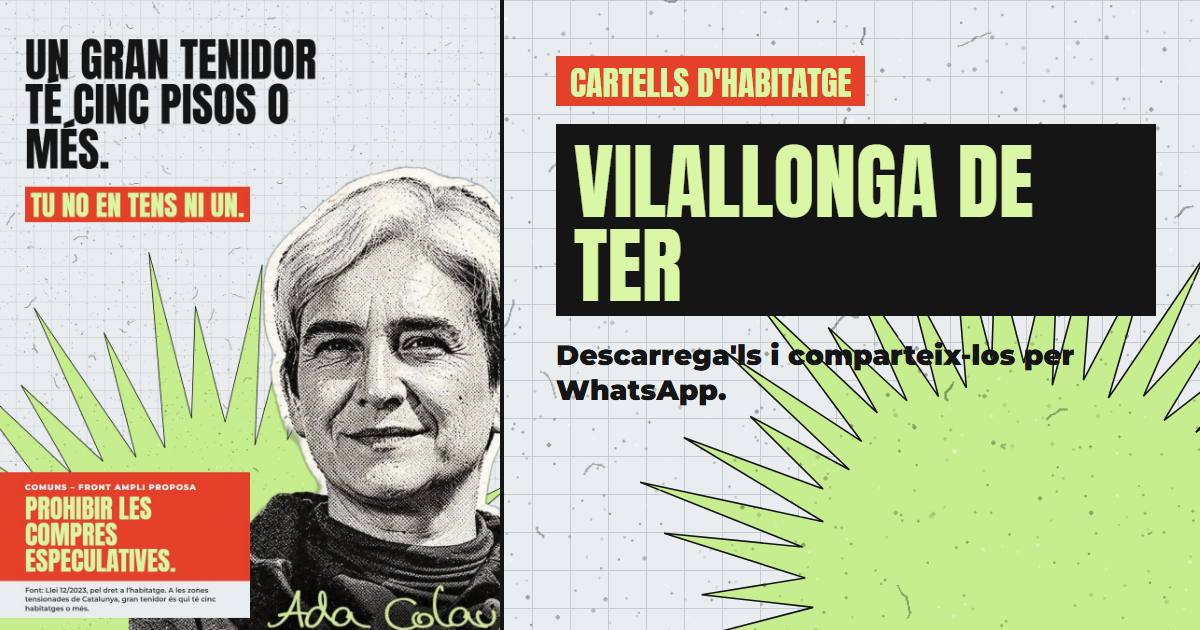 UN GRAN TENIDOR
TÉ CINC PISOS O
MÉS.
TU NO EN TENS NI UN.
COMUNS – FRONT AMPLI PROPOSA
PROHIBIR LES
COMPRES
ESPECULATIVES.
Font: Llei 12/2023, pel dret a l'habitatge. A les zones
tensionades de Catalunya, gran tenidor és qui té cinc
habitatges o més.
Ada Colau
CARTELLS D'HABITATGE
VILALLONGA DE
TER
Descarrega'ls i comparteix-los per
WhatsApp.